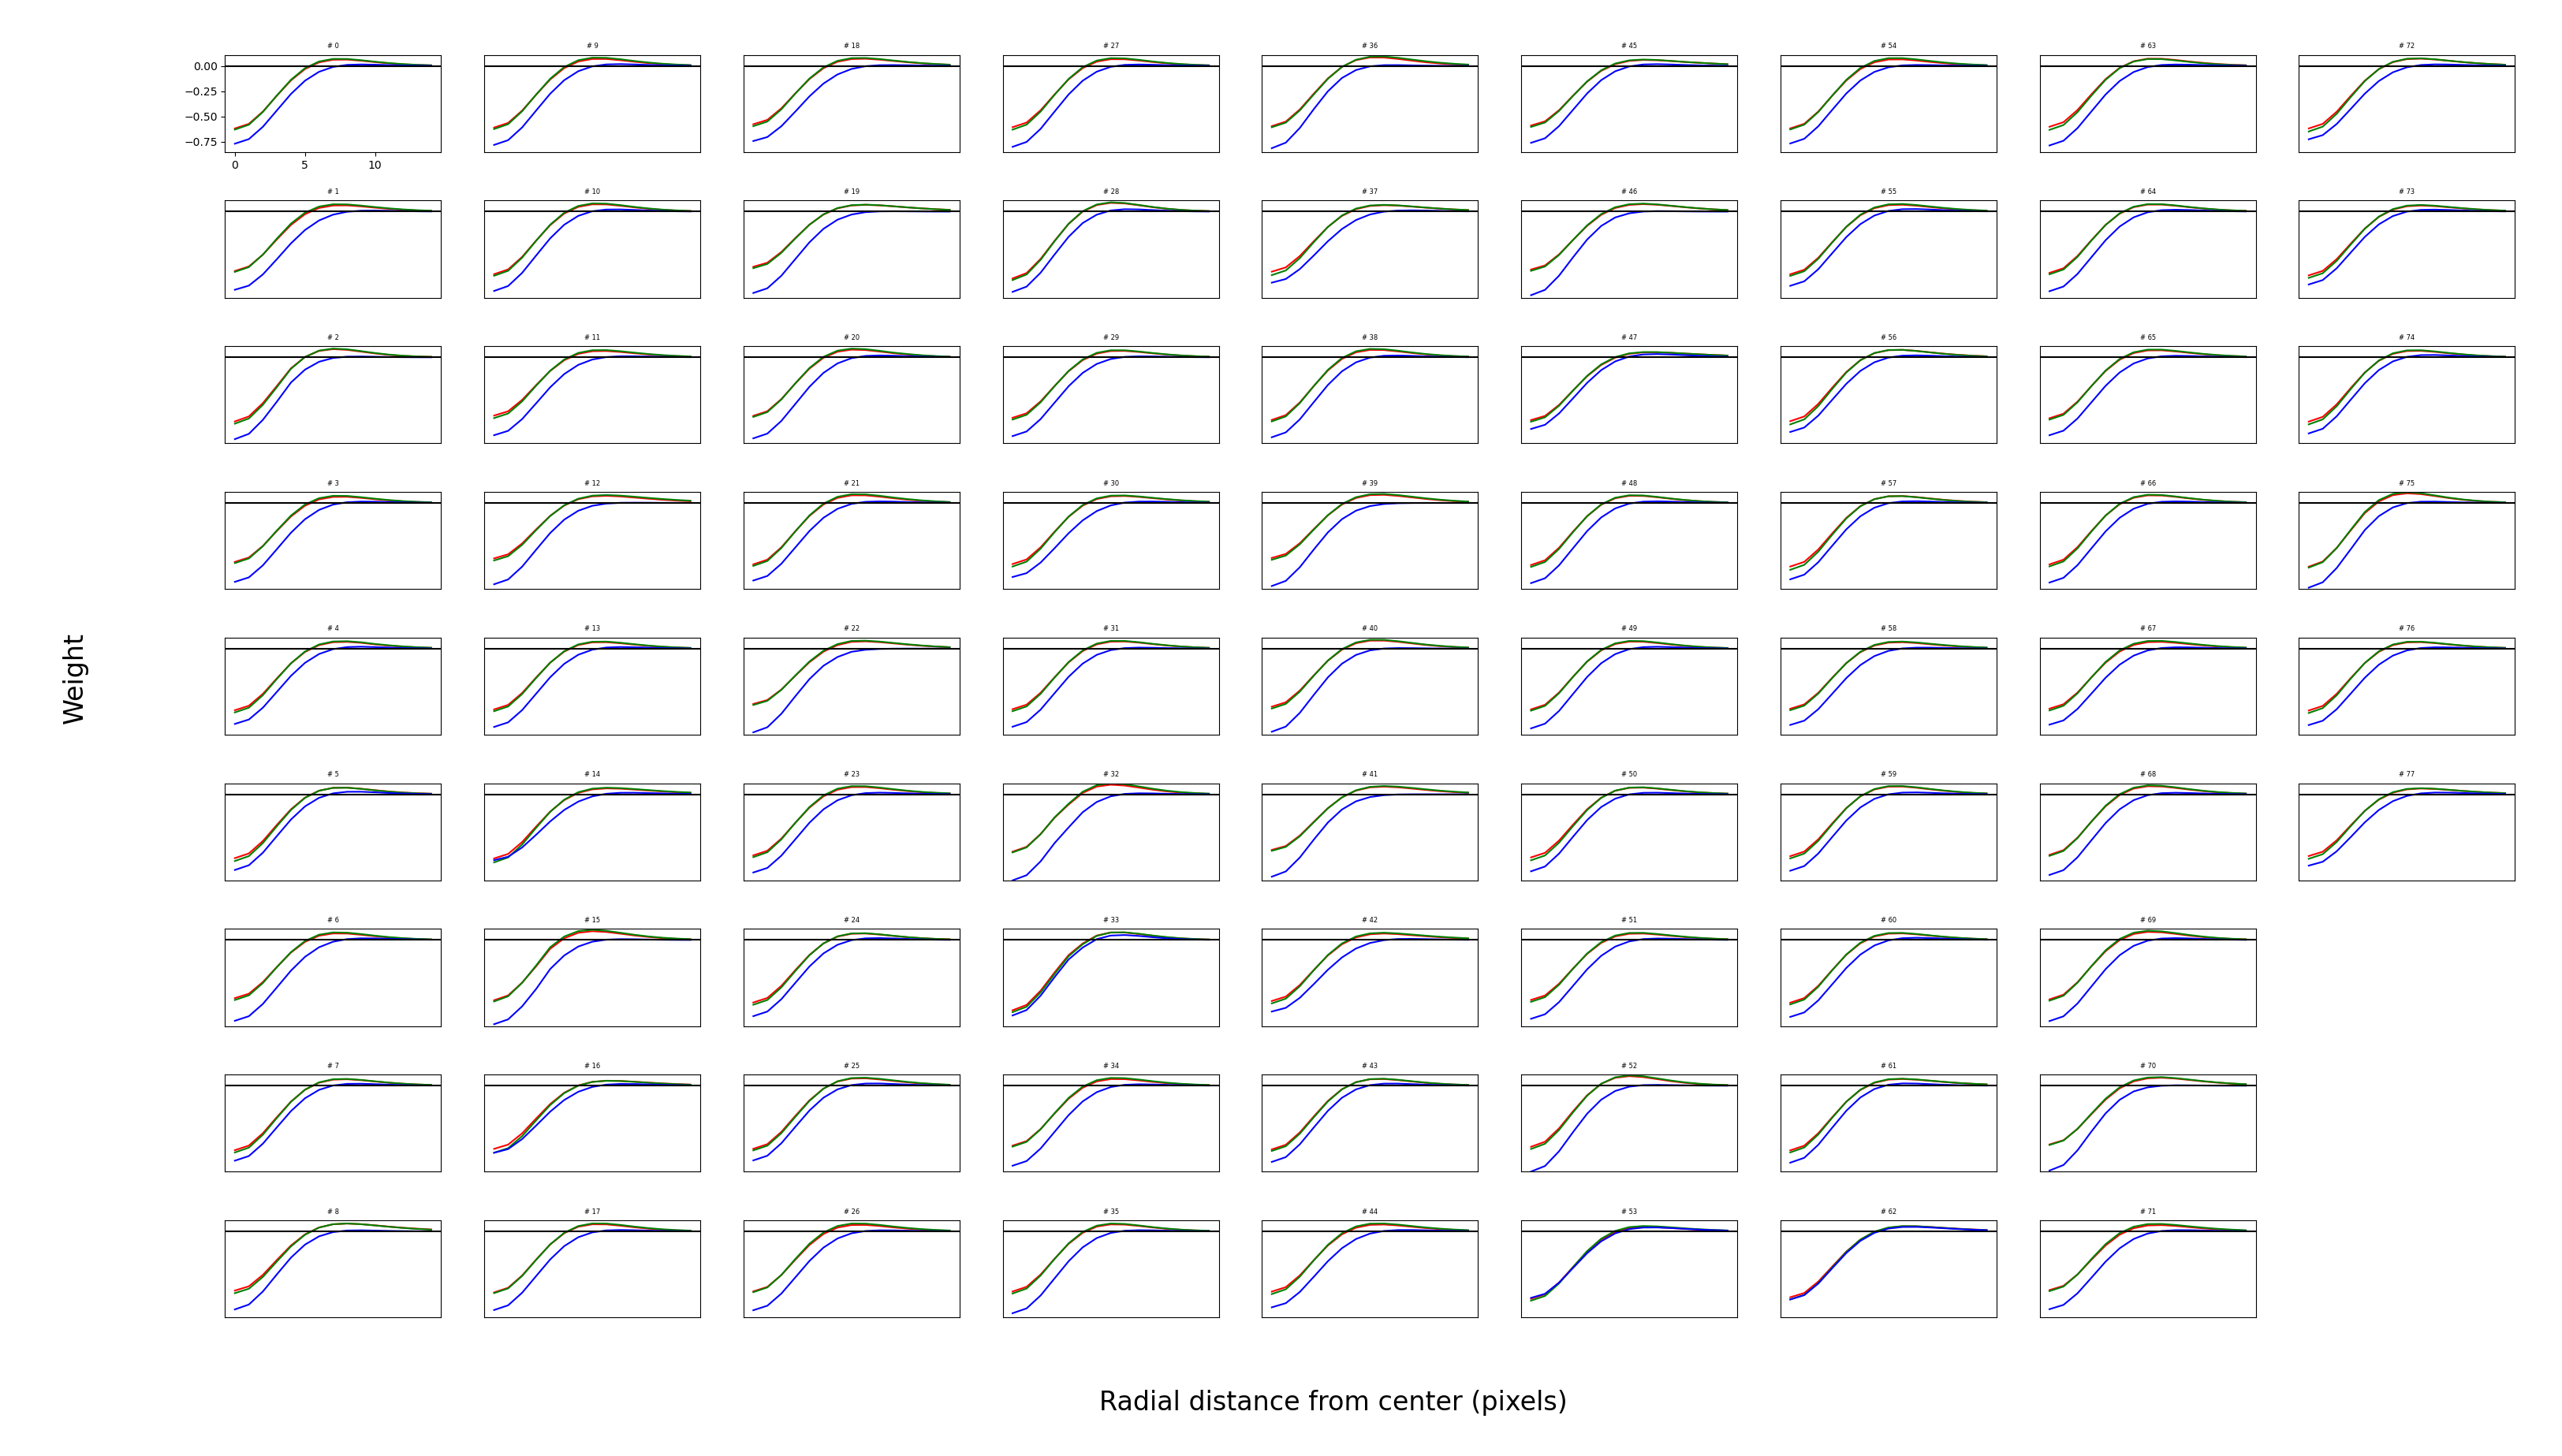 # 0 # 9 # 18 # 27 # 36 # 45 # 54 # 63 # 72
0.00
−0.25
−0.50
−0.75
0 5 10
# 1 # 10 # 19 # 28 # 37 # 46 # 55 # 64 # 73
# 2 # 11 # 20 # 29 # 38 # 47 # 56 # 65 # 74
# 3 # 12 # 21 # 30 # 39 # 48 # 57 # 66 # 75
# 4 # 13 # 22 # 31 # 40 # 49 # 58 # 67 # 76
Weight
# 5 # 14 # 23 # 32 # 41 # 50 # 59 # 68 # 77
# 6 # 15 # 24 # 33 # 42 # 51 # 60 # 69
# 7 # 16 # 25 # 34 # 43 # 52 # 61 # 70
# 8 # 17 # 26 # 35 # 44 # 53 # 62 # 71
Radial distance from center (pixels)